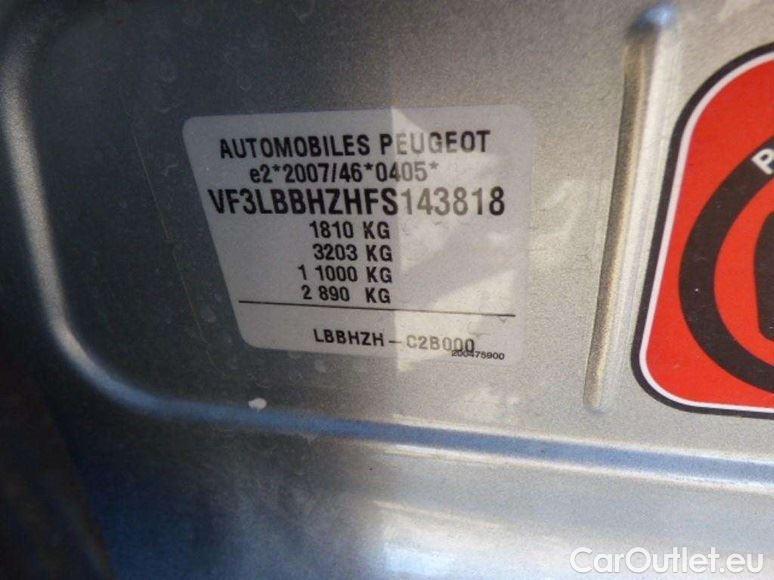 AUTOMOBILES PEUGEOT
e2*2007/46*0405*
VF3LBBHZHFS143818
1810 KG
3203 KG
1 1000 KG
2 890 KG
LBBHZH - C2B000
200475900
P
CarOutlet.eu